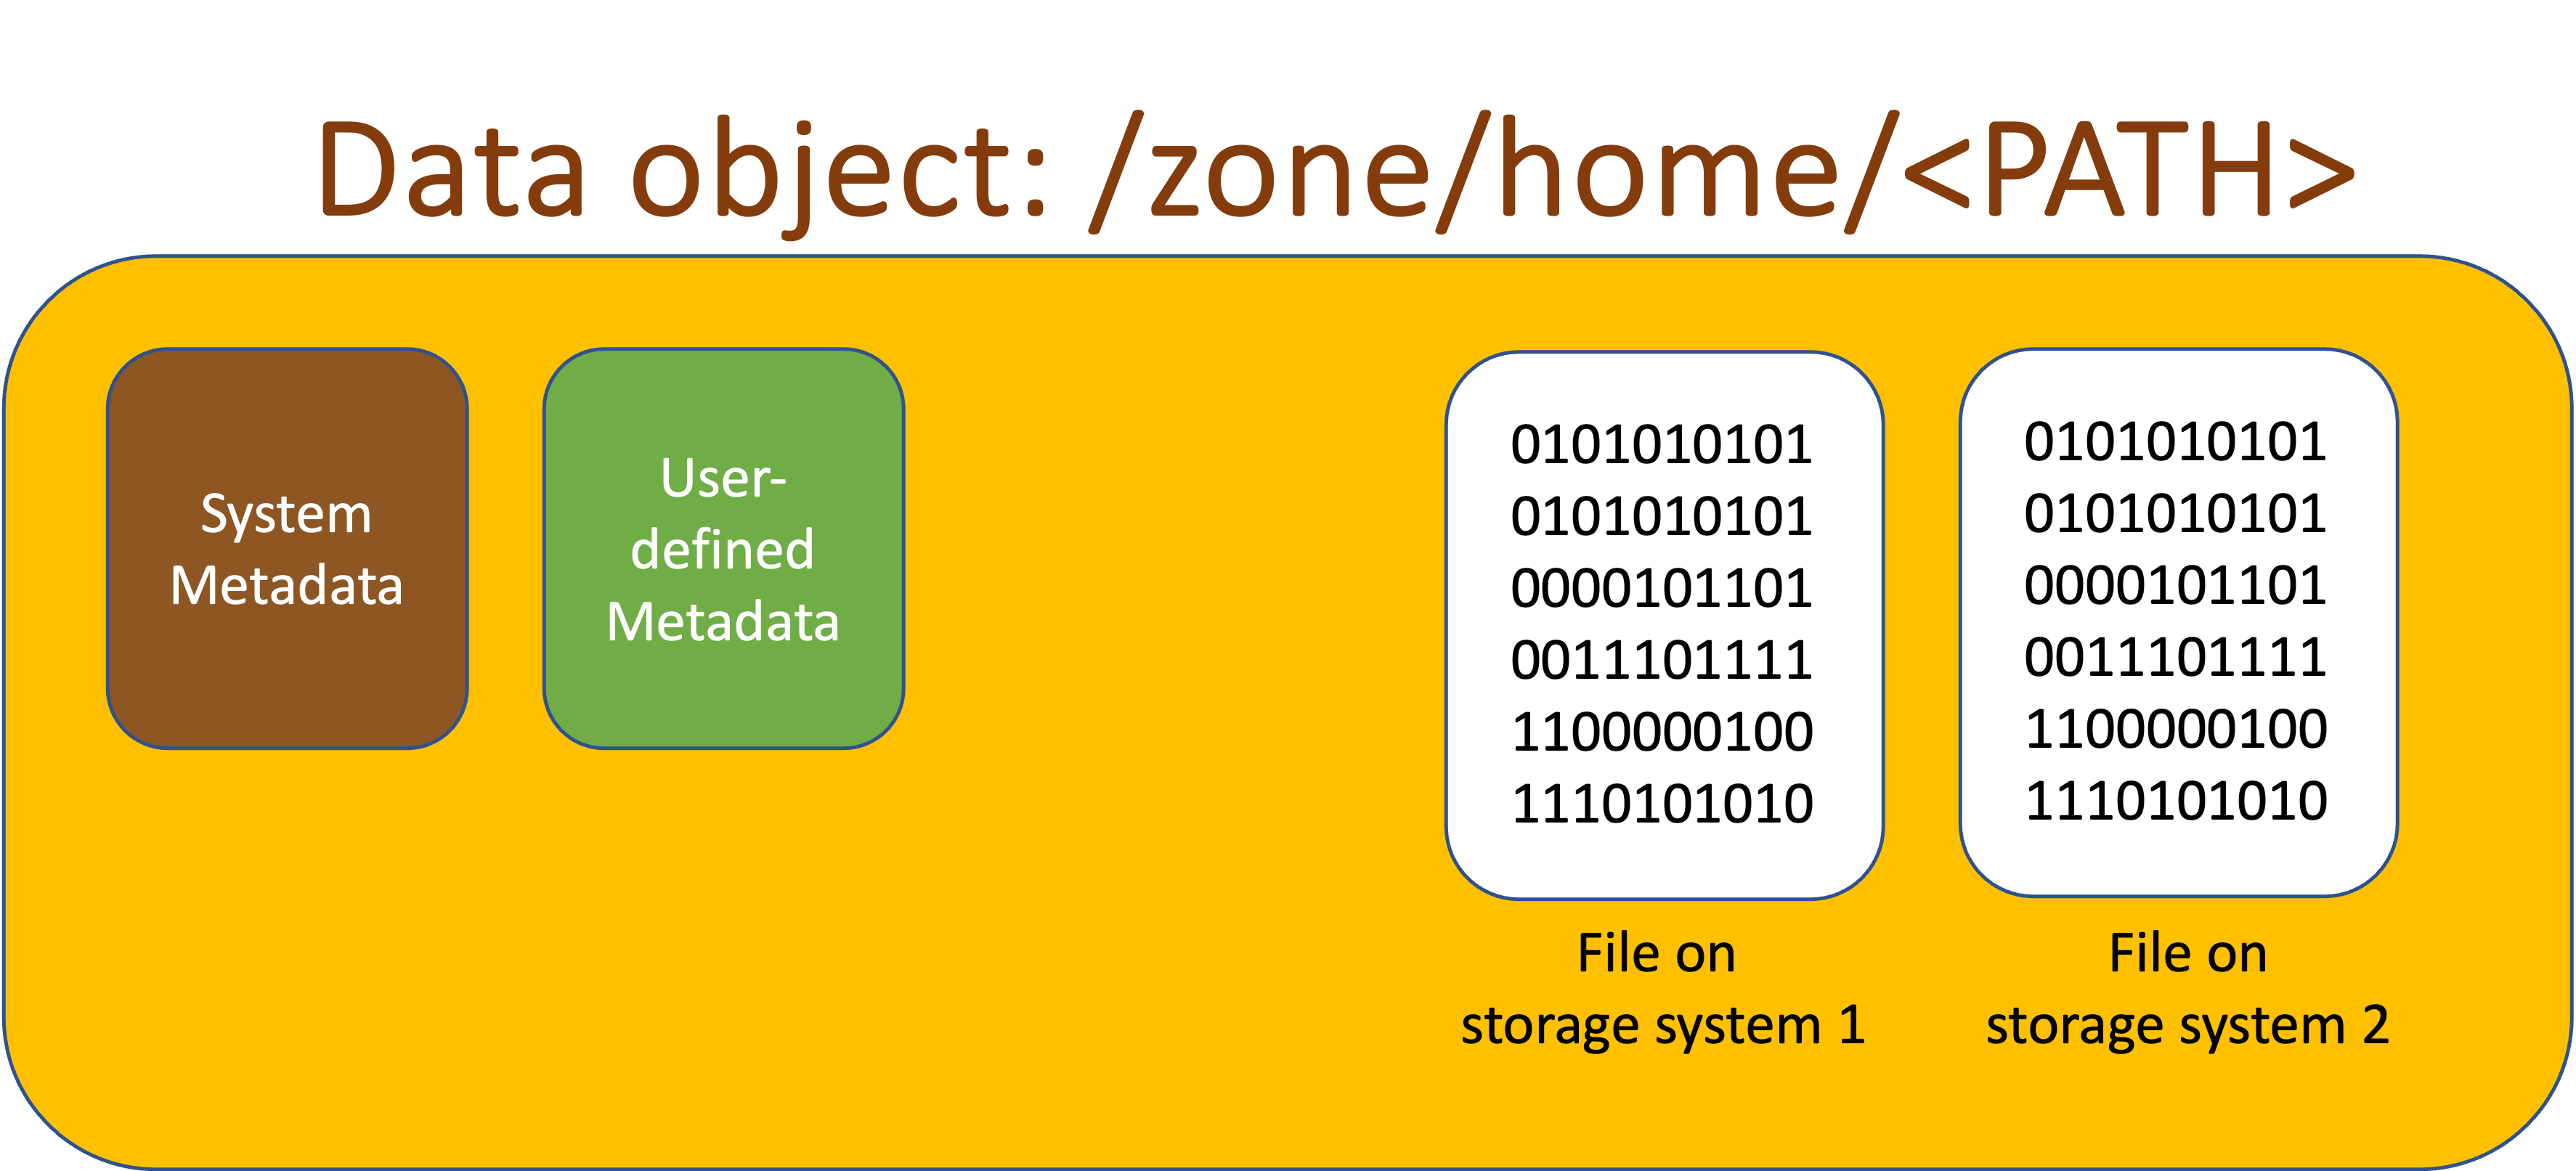 Data object: /zone/home/<PATH>
System
Metadata
User-
defined
Metadata
0101010101
0101010101
0000101101
0011101111
1100000100
1110101010
File on
storage system 1
0101010101
0101010101
0000101101
0011101111
1100000100
1110101010
File on
storage system 2